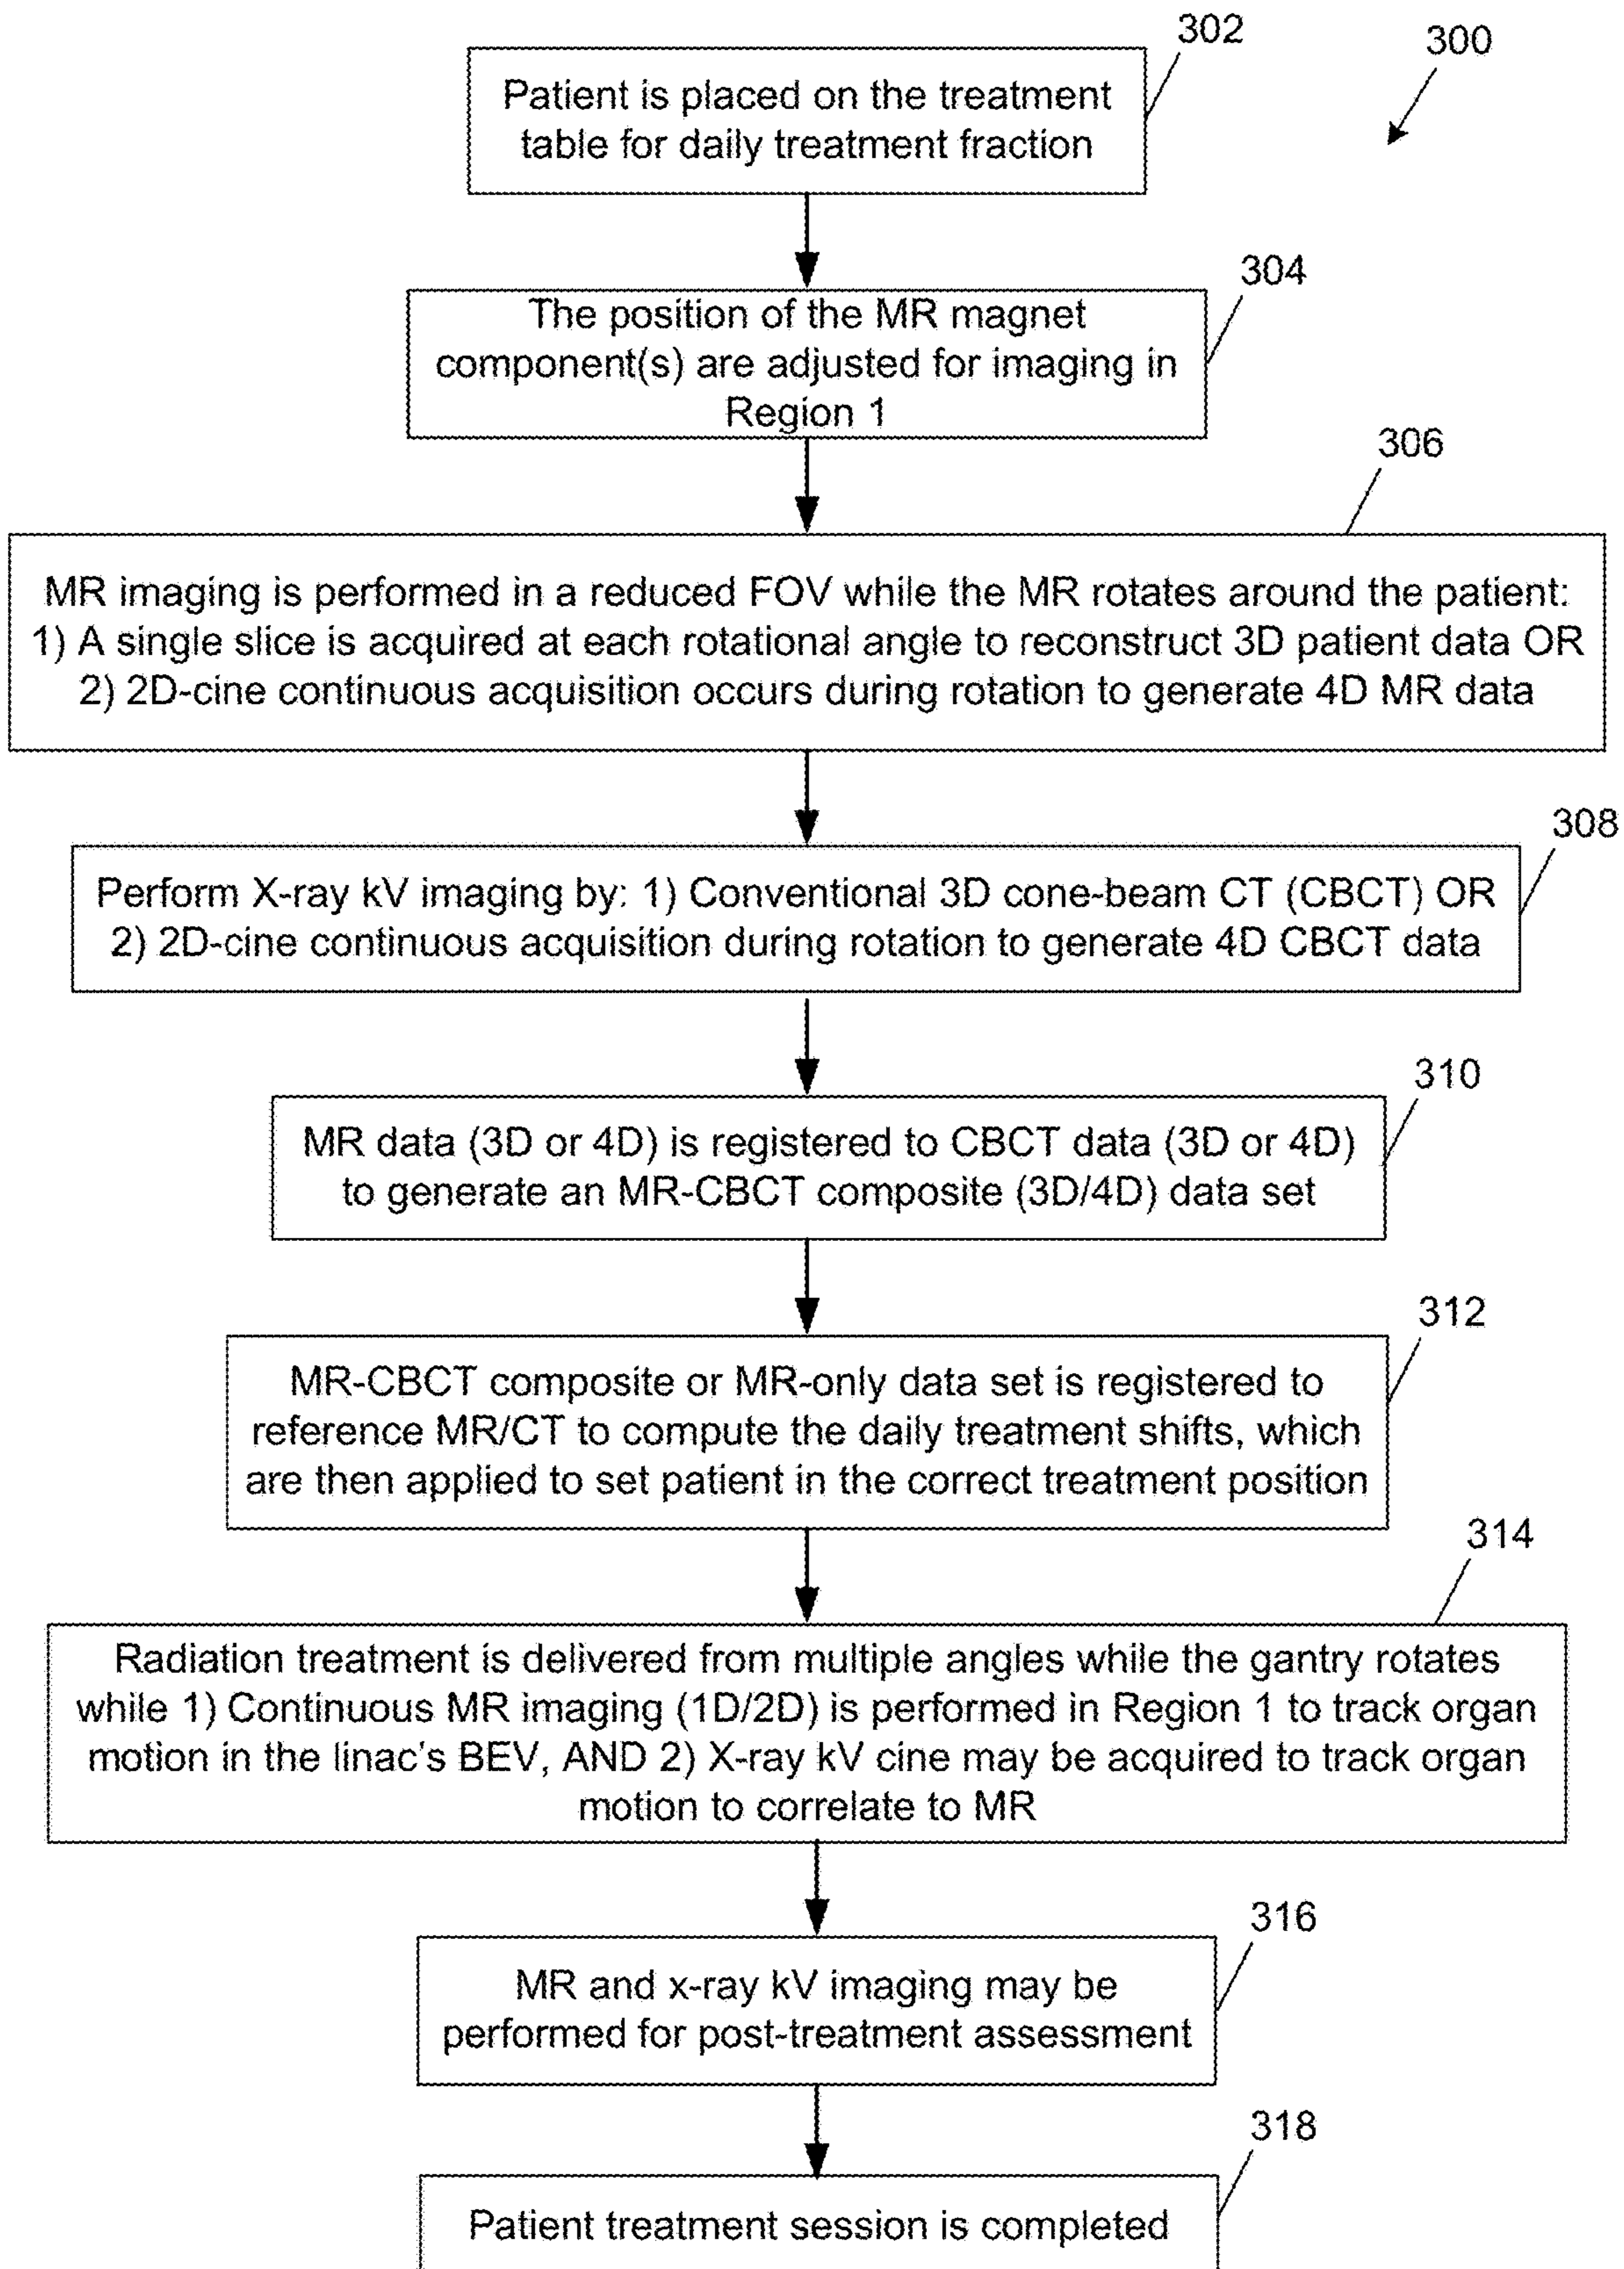 302
300
Patient is placed on the treatment
table for daily treatment fraction
304
The position of the MR magnet
component(s) are adjusted for imaging in
Region 1
306
MR imaging is performed in a reduced FOV while the MR rotates around the patient:
1) A single slice is acquired at each rotational angle to reconstruct 3D patient data OR
2) 2D-cine continuous acquisition occurs during rotation to generate 4D MR data
308
Perform X-ray kV imaging by: 1) Conventional 3D cone-beam CT (CBCT) OR
2) 2D-cine continuous acquisition during rotation to generate 4D CBCT data
310
MR data (3D or 4D) is registered to CBCT data (3D or 4D)
to generate an MR-CBCT composite (3D/4D) data set
312
MR-CBCT composite or MR-only data set is registered to
reference MR/CT to compute the daily treatment shifts, which
are then applied to set patient in the correct treatment position
314
Radiation treatment is delivered from multiple angles while the gantry rotates
while 1) Continuous MR imaging (1D/2D) is performed in Region 1 to track organ
motion in the linac's BEV, AND 2) X-ray kV cine may be acquired to track organ
motion to correlate to MR
316
MR and x-ray kV imaging may be
performed for post-treatment assessment
318
Patient treatment session is completed